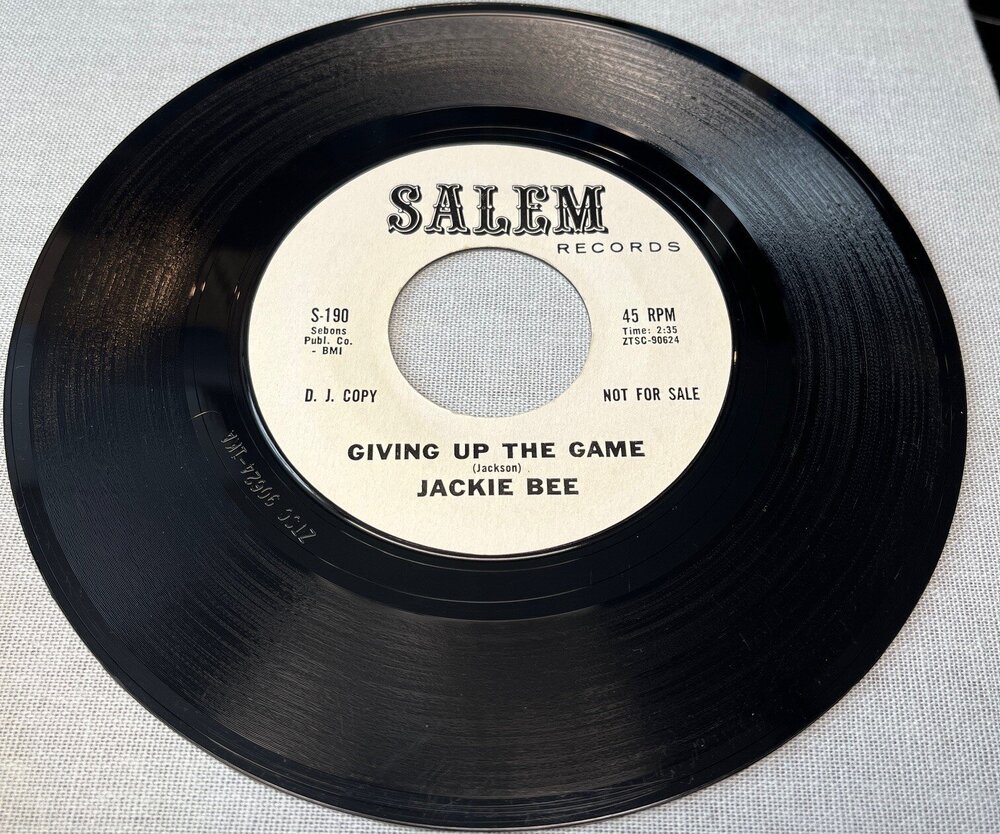 SALEM
RECORDS
S-190
Sebons
Publ. Co.
- BMI
45 RPM
Time: 2:35
ZTSC-90624
D. J. COPY
NOT FOR SALE
GIVING UP THE GAME
(Jackson)
JACKIE BEE
ZTSC 90624-1KA